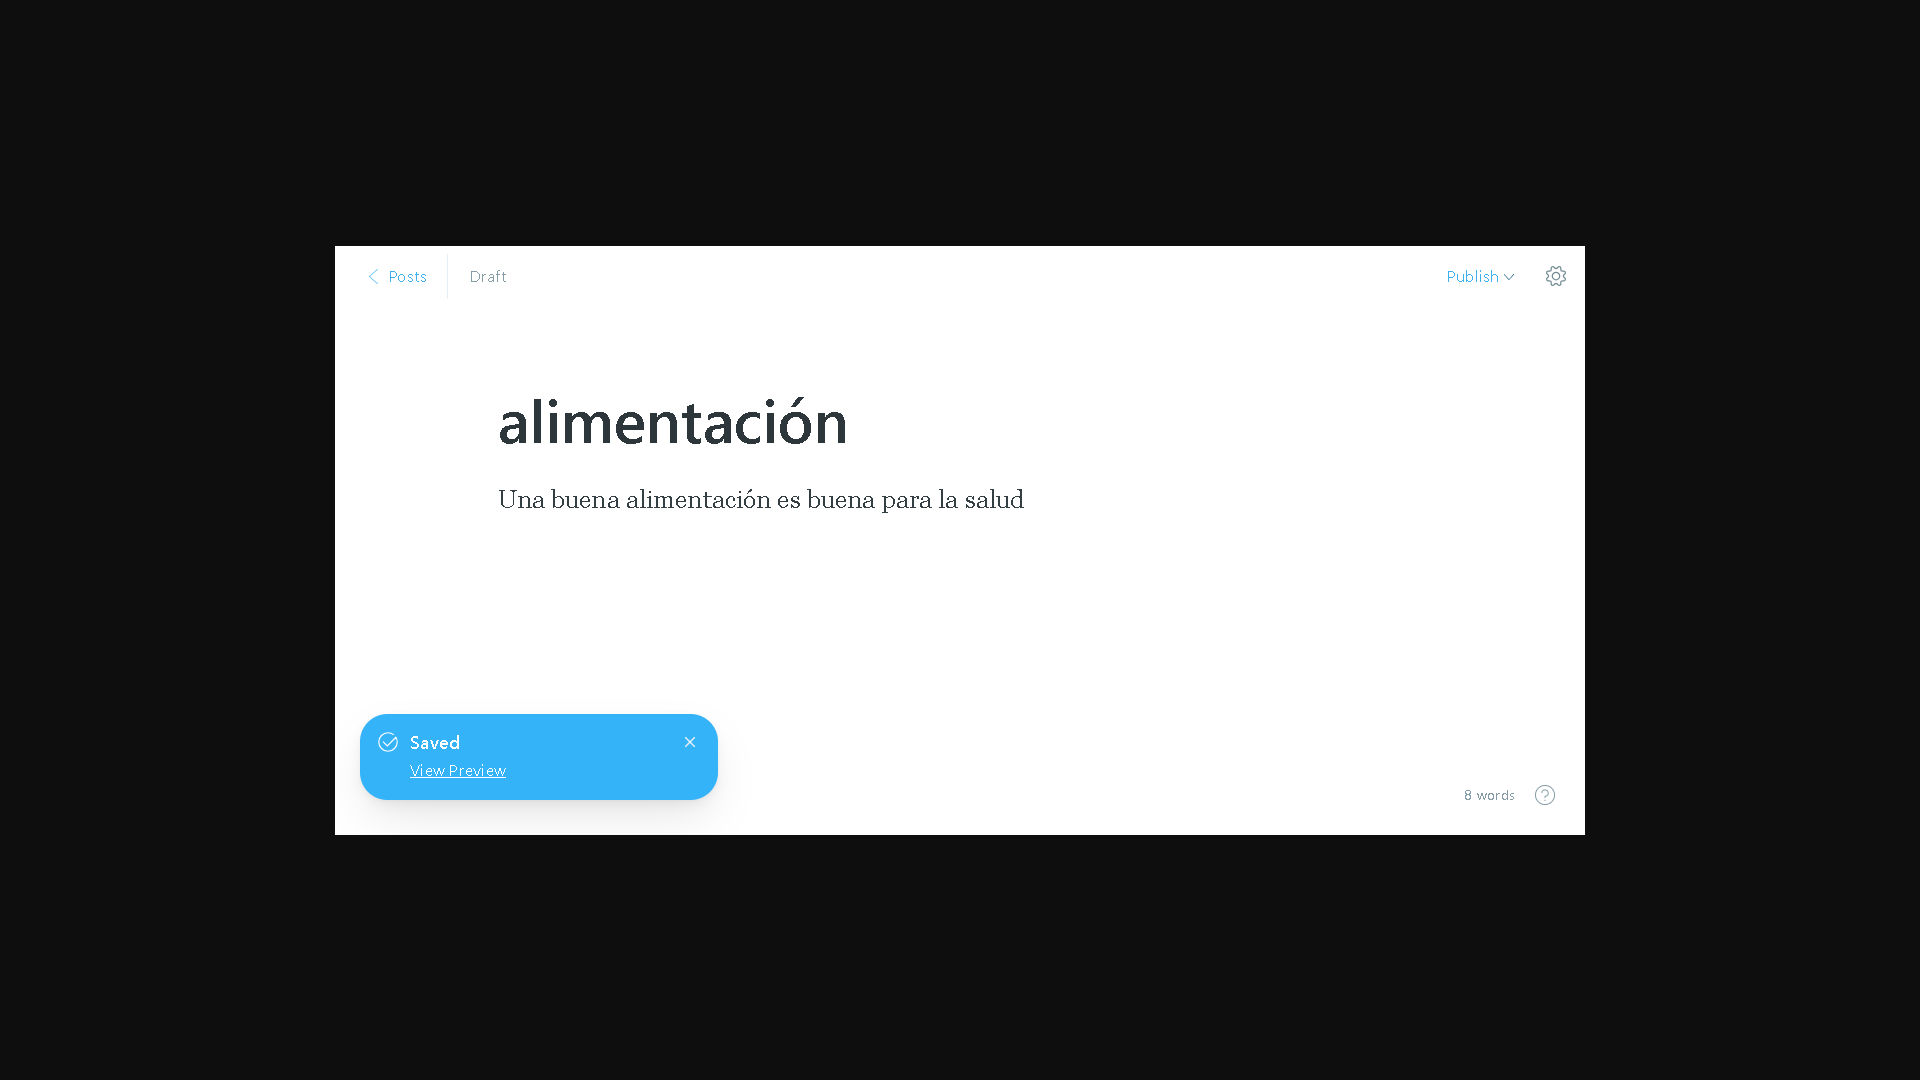 Posts
Draft
Publish
alimentación
Una buena alimentación es buena para la salud
Saved
View Preview
8 words
?